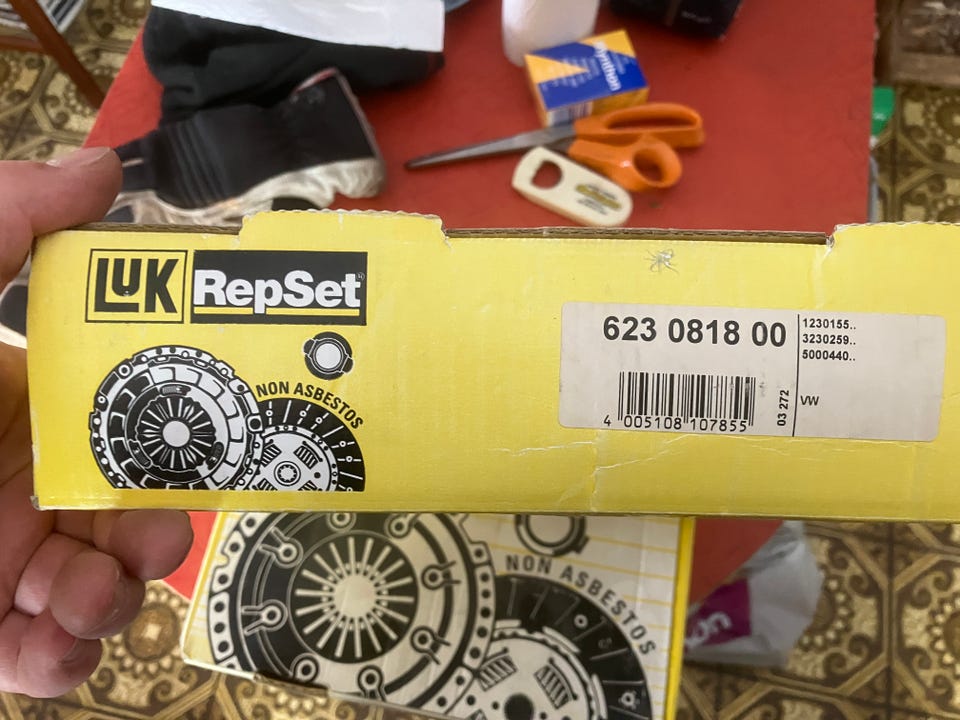 LUK RepSet
NON ASBESTOS
623 0818 00
1230155..
3230259..
5000440..
VW
4 005108 107855
03 272
NON ASBESTOS